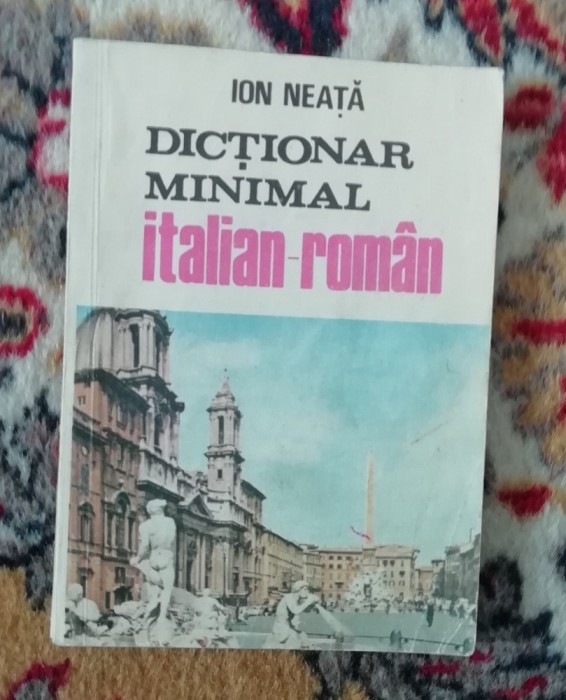 ION NEAȚĂ
DICȚIONAR
MINIMAL
italian-român